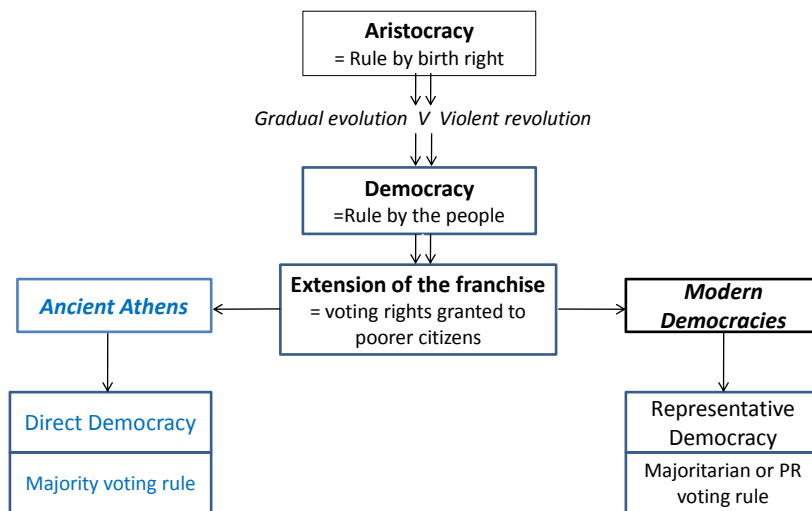 Aristocracy
= Rule by birth right
Gradual evolution V Violent revolution
Democracy
=Rule by the people
Extension of the franchise
= voting rights granted to
poorer citizens
Ancient Athens
Modern
Democracies
Direct Democracy
Majority voting rule
Representative
Democracy
Majoritarian or PR
voting rule